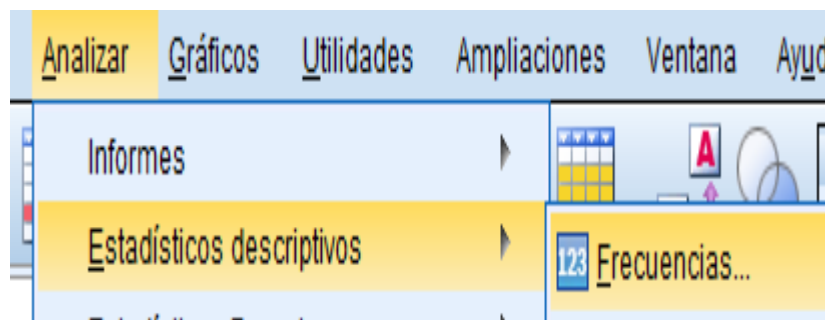 Analizar Gráficos Utilidades Ampliaciones Ventana
Informes
A
Estadísticos descriptivos
123 Frecuencias...